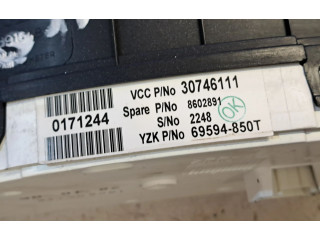 VCC P/No 30746111
Spare P/No 8602891
0171244
S/No 2248
OK
YZK P/No 69594-850T